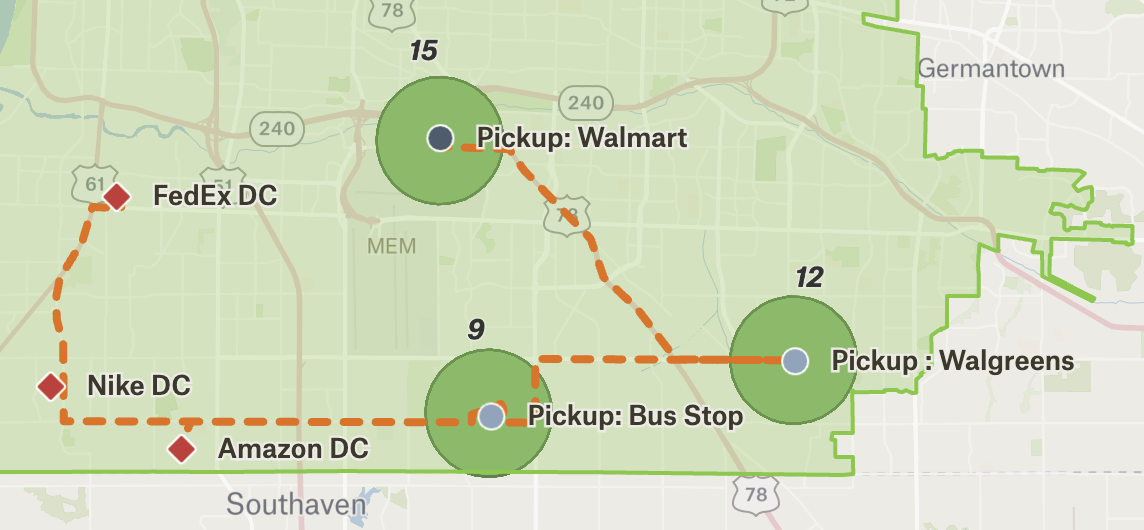 78
15
Germantown
240
240
Pickup: Walmart
61
51
FedEx DC
78
MEM
12
9
Pickup : Walgreens
Nike DC
Pickup: Bus Stop
Amazon DC
78
Southaven